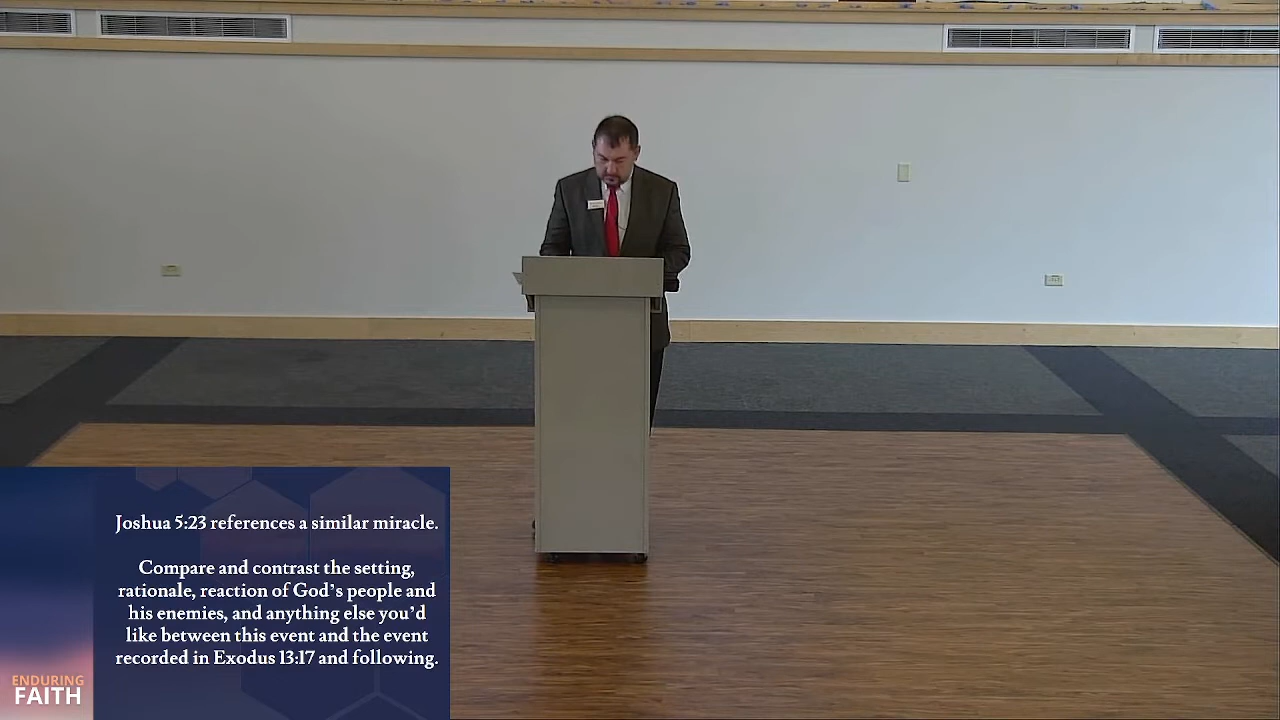 Joshua 5:23 references a similar miracle.
Compare and contrast the setting,
rationale, reaction of God's people and
his enemies, and anything else you'd
like between this event and the event
recorded in Exodus 13:17 and following.
ENDURING
FAITH